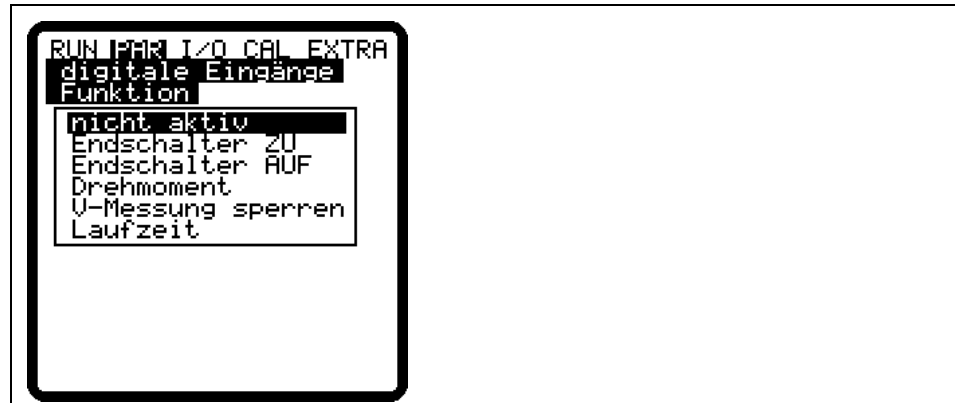 RUN PAR I/O CAL EXTRA
digitale Eingänge
Funktion
nicht aktiv
Endschalter ZU
Endschalter AUF
Drehmoment
V-Messung sperren
Laufzeit